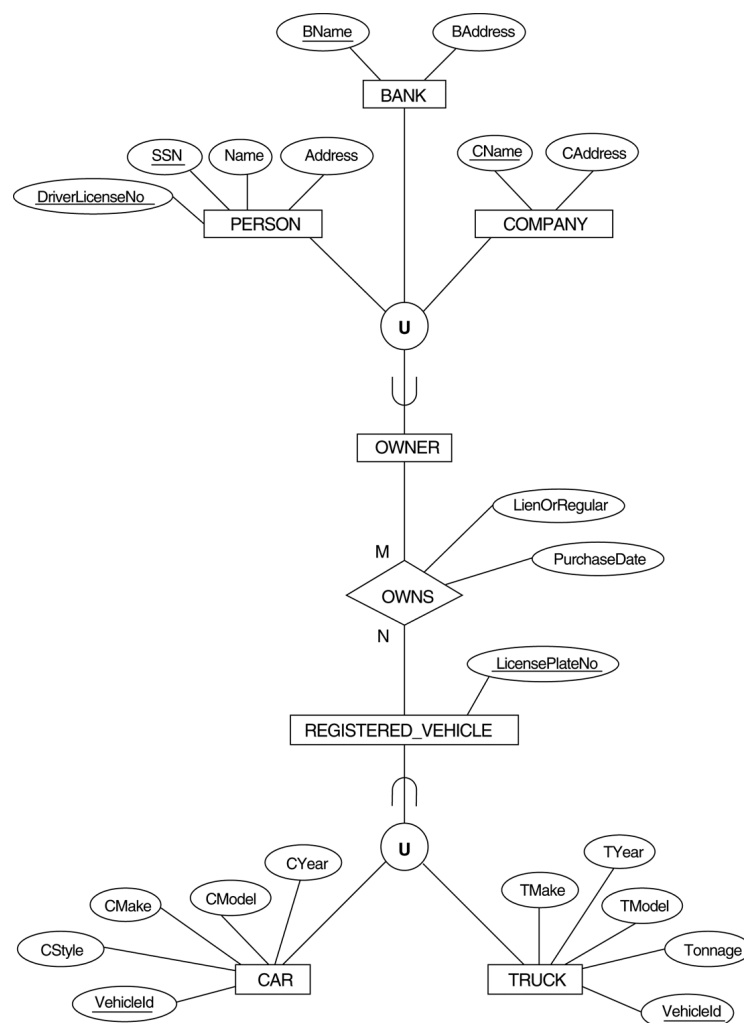 BName
BAddress
BANK
SSN
Name
Address
CName
CAddress
DriverLicenseNo
PERSON
COMPANY
U
OWNER
LienOrRegular
M
PurchaseDate
OWNS
N
LicensePlateNo
REGISTERED_VEHICLE
U
TYear
CYear
TMake
CModel
CMake
TModel
CStyle
Tonnage
CAR
TRUCK
VehicleId
VehicleId